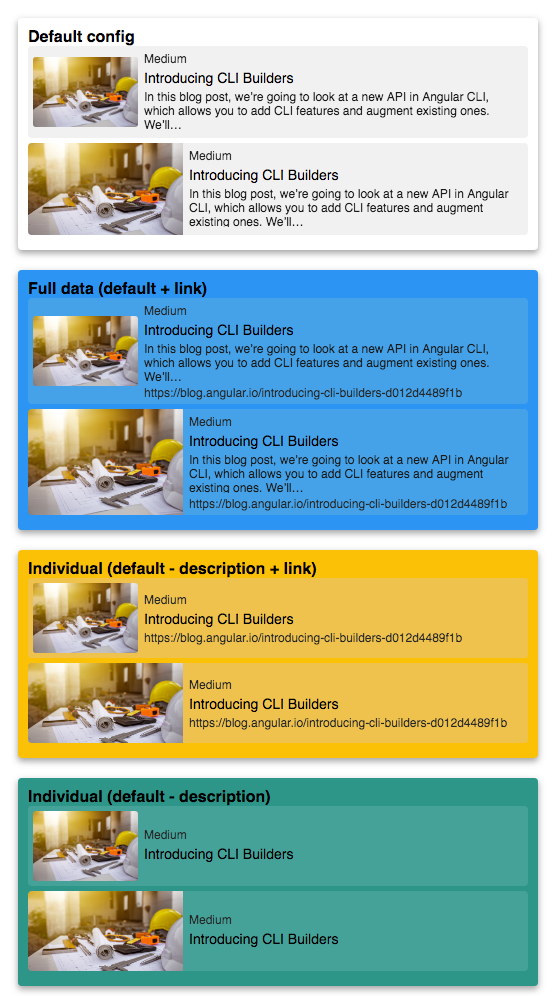 Default config
Medium
Introducing CLI Builders
In this blog post, we're going to look at a new API in Angular CLI,
which allows you to add CLI features and augment existing ones.
We'll…
Medium
Introducing CLI Builders
In this blog post, we're going to look at a new API in Angular
CLI, which allows you to add CLI features and augment
existing ones. We'll…
Full data (default + link)
Medium
Introducing CLI Builders
In this blog post, we're going to look at a new API in Angular CLI,
which allows you to add CLI features and augment existing ones.
We'll…
https://blog.angular.io/introducing-cli-builders-d012d4489f1b
Medium
Introducing CLI Builders
In this blog post, we're going to look at a new API in Angular
CLI, which allows you to add CLI features and augment
existing ones. We'll…
https://blog.angular.io/introducing-cli-builders-d012d4489f1b
Individual (default - description + link)
Medium
Introducing CLI Builders
https://blog.angular.io/introducing-cli-builders-d012d4489f1b
Medium
Introducing CLI Builders
https://blog.angular.io/introducing-cli-builders-d012d4489f1b
Individual (default - description)
Medium
Introducing CLI Builders
Medium
Introducing CLI Builders